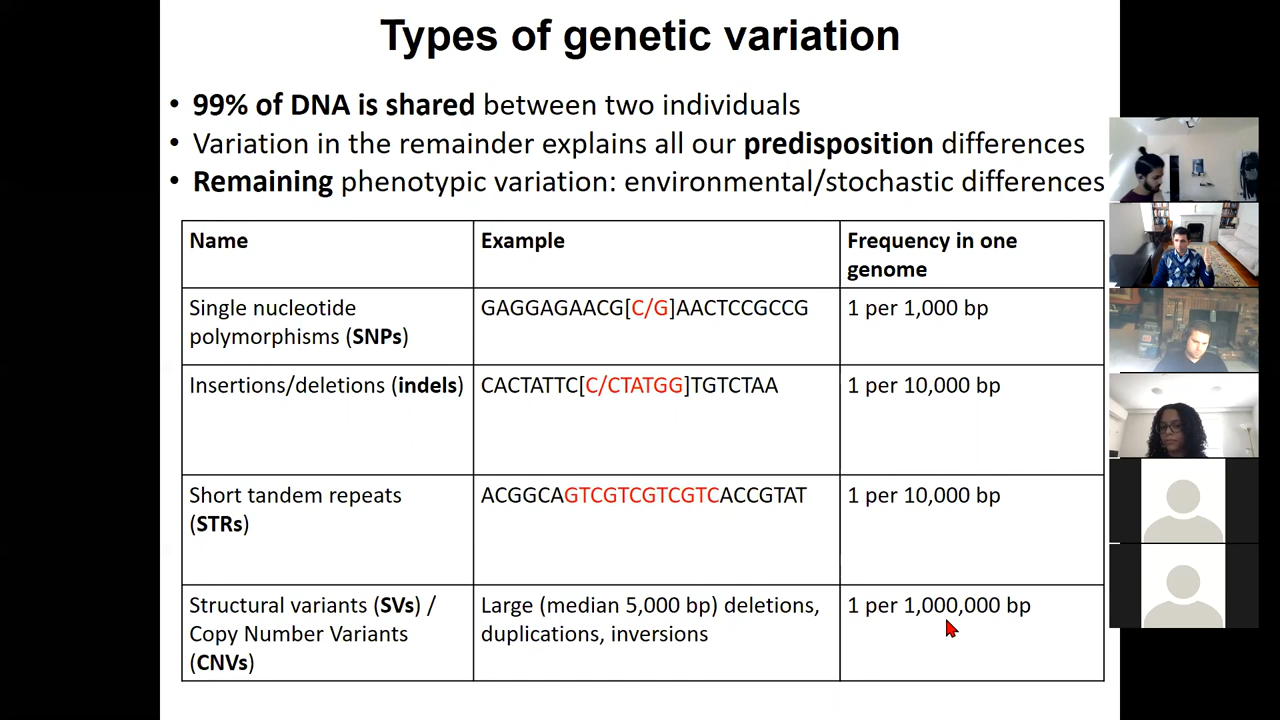 Types of genetic variation
• 99% of DNA is shared between two individuals
• Variation in the remainder explains all our predisposition differences
• Remaining phenotypic variation: environmental/stochastic differences
Name
Example
Frequency in one
genome
Single nucleotide
polymorphisms (SNPs)
GAGGAGAACG[C/G]AACTCCGCCG
1 per 1,000 bp
Insertions/deletions (indels)
CACTATTC[C/CTATGG]TGTCTAA
1 per 10,000 bp
Short tandem repeats
(STRs)
ACGGCAGTCGTCGTCGTCACCGTAT
1 per 10,000 bp
Structural variants (SVs) /
Copy Number Variants
(CNVs)
Large (median 5,000 bp) deletions,
duplications, inversions
1 per 1,000,000 bp